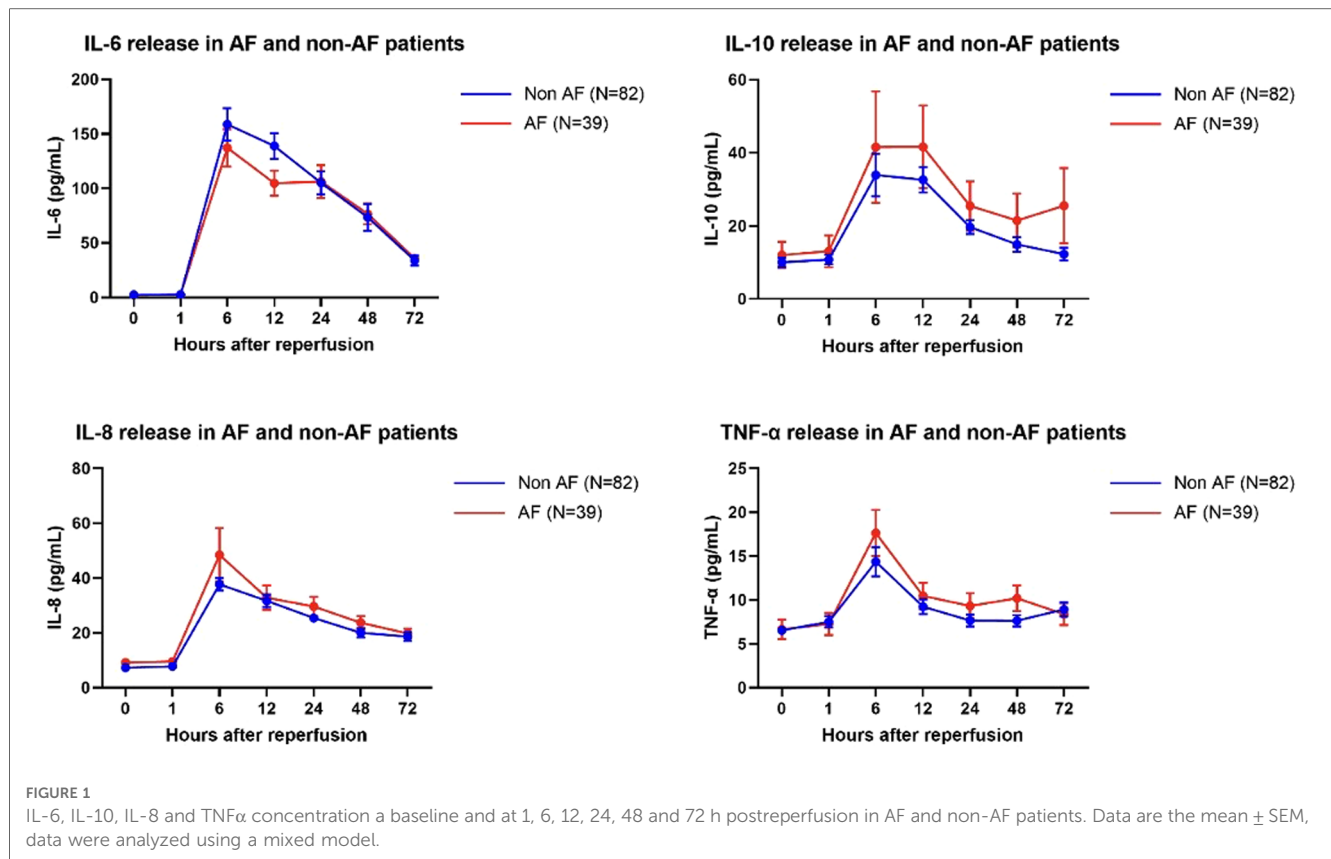 IL-6 release in AF and non-AF patients
200
150
100
50
0
IL-6 (pg/mL)
0 1 6 12 24 48 72
Hours after reperfusion
Non AF (N=82)
AF (N=39)
IL-10 release in AF and non-AF patients
60
40
20
0
IL-10 (pg/mL)
0 1 6 12 24 48 72
Hours after reperfusion
Non AF (N=82)
AF (N=39)
IL-8 release in AF and non-AF patients
80
60
40
20
0
IL-8 (pg/mL)
0 1 6 12 24 48 72
Hours after reperfusion
Non AF (N=82)
AF (N=39)
TNF-α release in AF and non-AF patients
25
20
15
10
5
0
TNF-α (pg/mL)
0 1 6 12 24 48 72
Hours after reperfusion
Non AF (N=82)
AF (N=39)
FIGURE 1
IL-6, IL-10, IL-8 and TNFα concentration a baseline and at 1, 6, 12, 24, 48 and 72 h postreperfusion in AF and non-AF patients. Data are the mean ± SEM,
data were analyzed using a mixed model.